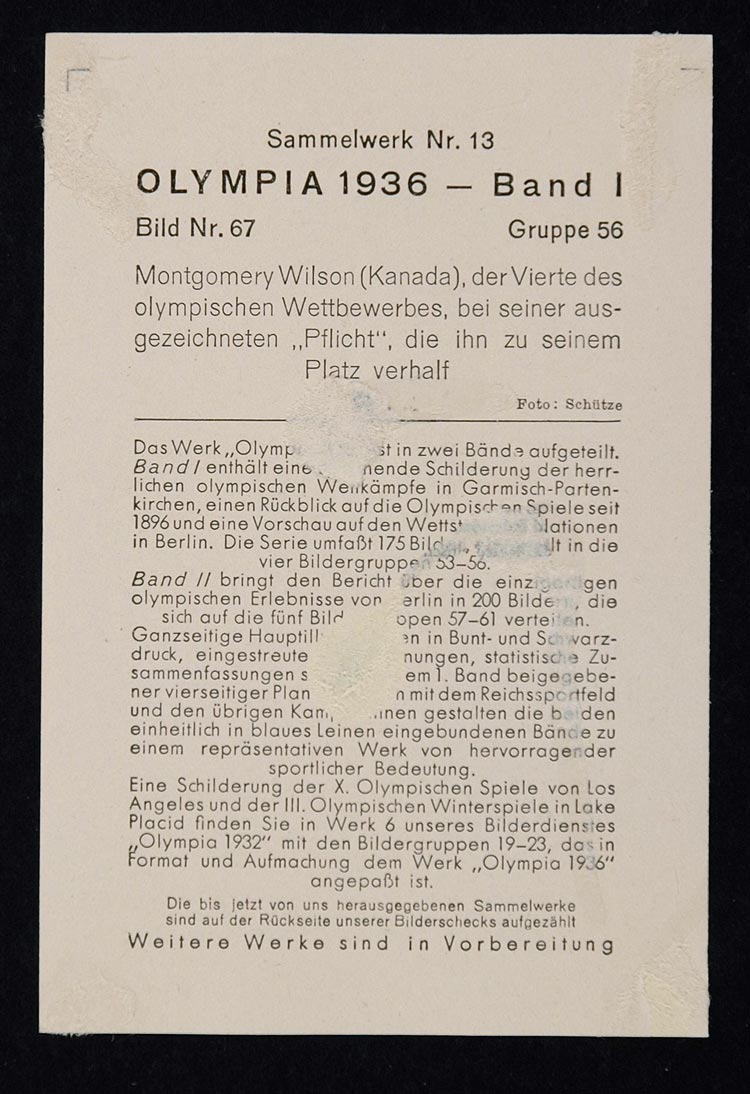 Sammelwerk Nr. 13
OLYMPIA 1936 — Band I
Bild Nr. 67 Gruppe 56
Montgomery Wilson (Kanada), der Vierte des
olympischen Wettbewerbes, bei seiner aus-
gezeichneten „Pflicht“, die ihn zu seinem
Platz verhalf
Foto: Schütze
Das Werk „Olymp st in zwei Bände aufgeteilt.
Band I enthält eine nende Schilderung der herr-
lichen olympischen Wettkämpfe in Garmisch-Parten-
kirchen, einen Rückblick auf die Olympischen Spiele seit
1896 und eine Vorschau auf den Wettst Nationen
in Berlin. Die Serie umfaßt 175 Bild lt in die
vier Bildergruppen 53–56.
Band II bringt den Bericht über die einzigartigen
olympischen Erlebnisse von erlin in 200 Bilde , die
sich auf die fünf Bild ppen 57–61 verteilen.
Ganzseitige Hauptill en in Bunt- und Schwarz-
druck, eingestreute nungen, statistische Zu-
sammenfassungen s em 1. Band beigegebe-
ner vierseitiger Plan n mit dem Reichssportfeld
und den übrigen Kam nen gestalten die beiden
einheitlich in blaues Leinen eingebundenen Bände zu
einem repräsentativen Werk von hervorragender
sportlicher Bedeutung.
Eine Schilderung der X. Olympischen Spiele von Los
Angeles und der III. Olympischen Winterspiele in Lake
Placid finden Sie in Werk 6 unseres Bilderdienstes
„Olympia 1932“ mit den Bildergruppen 19–23, das in
Format und Aufmachung dem Werk „Olympia 1936“
angepaßt ist.
Die bis jetzt von uns herausgegebenen Sammelwerke
sind auf der Rückseite unserer Bilderschecks aufgezählt
Weitere Werke sind in Vorbereitung